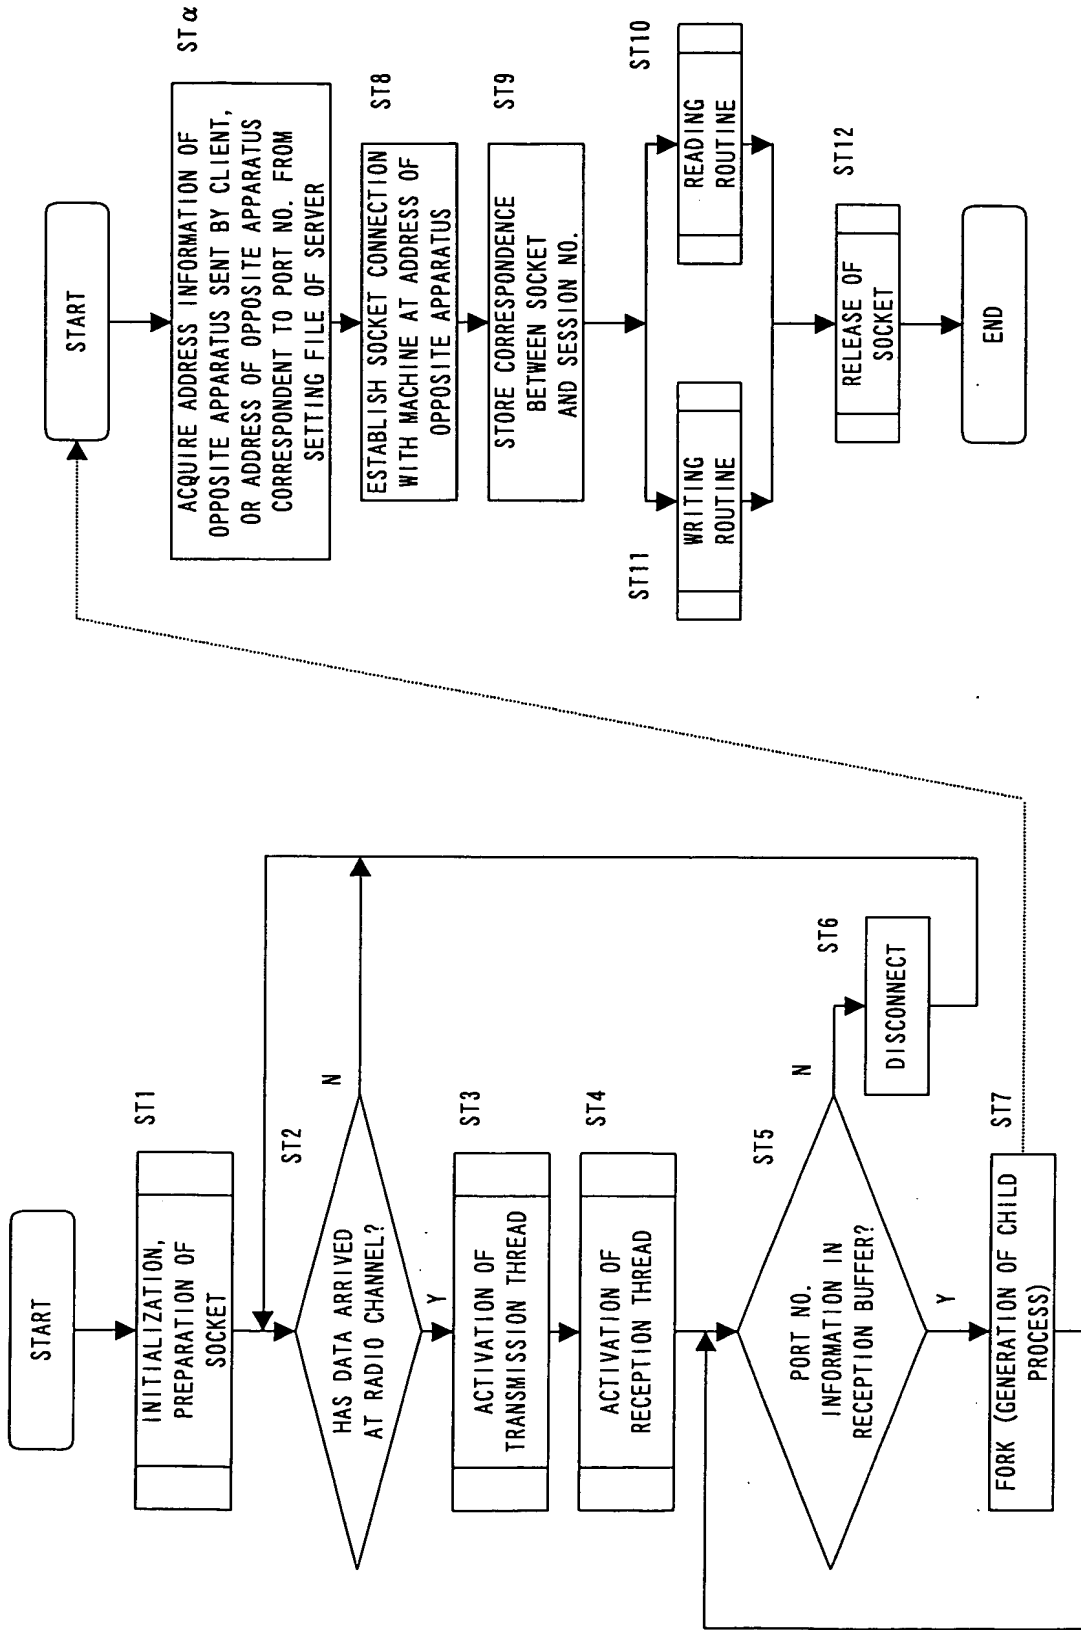 START
INITIALIZATION,
PREPARATION OF
SOCKET
ST1
HAS DATA ARRIVED
AT RADIO CHANNEL?
ST2
N
Y
ACTIVATION OF
TRANSMISSION THREAD
ST3
ACTIVATION OF
RECEPTION THREAD
ST4
PORT NO.
INFORMATION IN
RECEPTION BUFFER?
ST5
N
Y
DISCONNECT
ST6
FORK (GENERATION OF CHILD
PROCESS)
ST7
START
ACQUIRE ADDRESS INFORMATION OF
OPPOSITE APPARATUS SENT BY CLIENT,
OR ADDRESS OF OPPOSITE APPARATUS
CORRESPONDENT TO PORT NO. FROM
SETTING FILE OF SERVER
STα
ESTABLISH SOCKET CONNECTION
WITH MACHINE AT ADDRESS OF
OPPOSITE APPARATUS
ST8
STORE CORRESPONDENCE
BETWEEN SOCKET
AND SESSION NO.
ST9
ST11
WRITING
ROUTINE
READING
ROUTINE
ST10
RELEASE OF
SOCKET
ST12
END